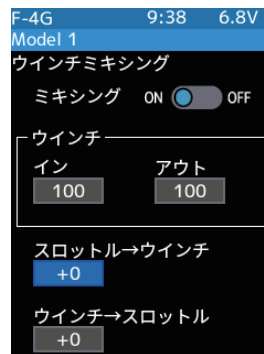 F-4G 9:38 6.8V
Model 1
ウインチミキシング
ミキシング ON OFF
ウインチ
イン アウト
100 100
スロットル→ウインチ
+0
ウインチ→スロットル
+0